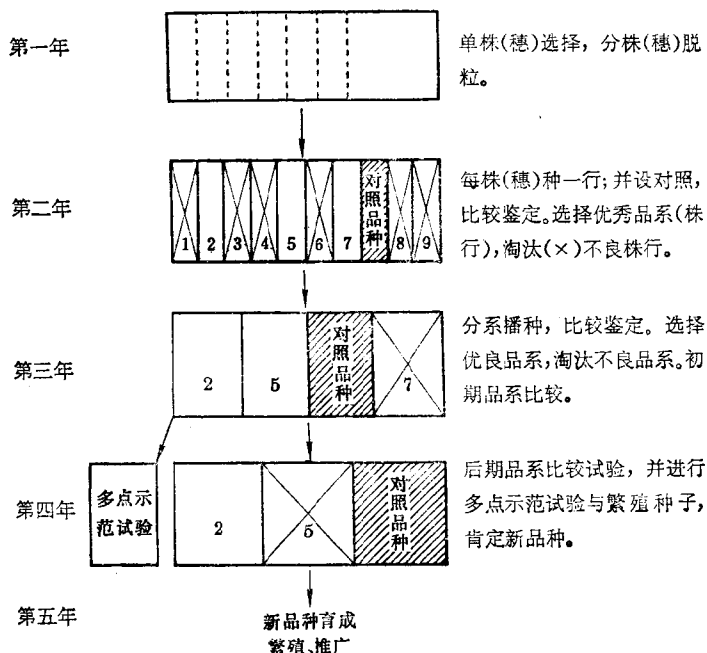 第一年
单株(穗)选择，分株(穗)脱
粒。
第二年
1 2 3 4 5 6 7 对照品种 8 9
每株(穗)种一行；并设对照，
比较鉴定。选择优秀品系(株
行)，淘汰(×)不良株行。
第三年
2 5 对照品种 7
分系播种，比较鉴定。选择
优良品系，淘汰不良品系。初
期品系比较。
第四年
多点示
范试验
2 5 对照品种
后期品系比较试验，并进行
多点示范试验与繁殖种子，
肯定新品种。
第五年
新品种育成
繁殖、推广